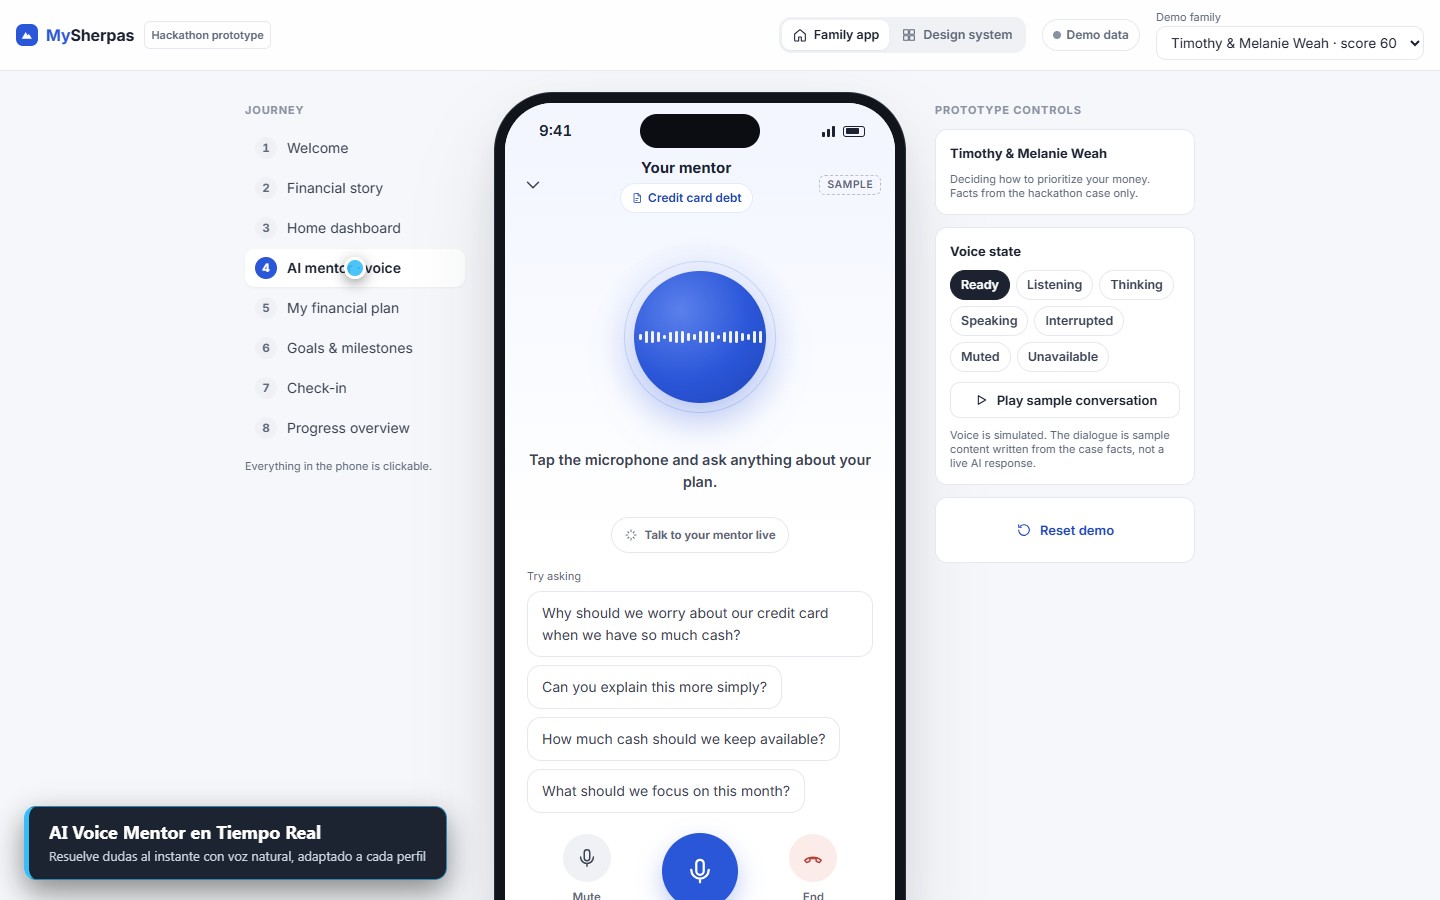 MySherpas
Hackathon prototype
Family app
Design system
Demo data
Demo family
Timothy & Melanie Weah · score 60
JOURNEY
1 Welcome
2 Financial story
3 Home dashboard
4 AI mentor voice
5 My financial plan
6 Goals & milestones
7 Check-in
8 Progress overview
Everything in the phone is clickable.
9:41
Your mentor
Credit card debt
SAMPLE
Tap the microphone and ask anything about your
plan.
Talk to your mentor live
Try asking
Why should we worry about our credit card
when we have so much cash?
Can you explain this more simply?
How much cash should we keep available?
What should we focus on this month?
Mute
End
PROTOTYPE CONTROLS
Timothy & Melanie Weah
Deciding how to prioritize your money.
Facts from the hackathon case only.
Voice state
Ready
Listening
Thinking
Speaking
Interrupted
Muted
Unavailable
Play sample conversation
Voice is simulated. The dialogue is sample
content written from the case facts, not a
live AI response.
Reset demo
AI Voice Mentor en Tiempo Real
Resuelve dudas al instante con voz natural, adaptado a cada perfil